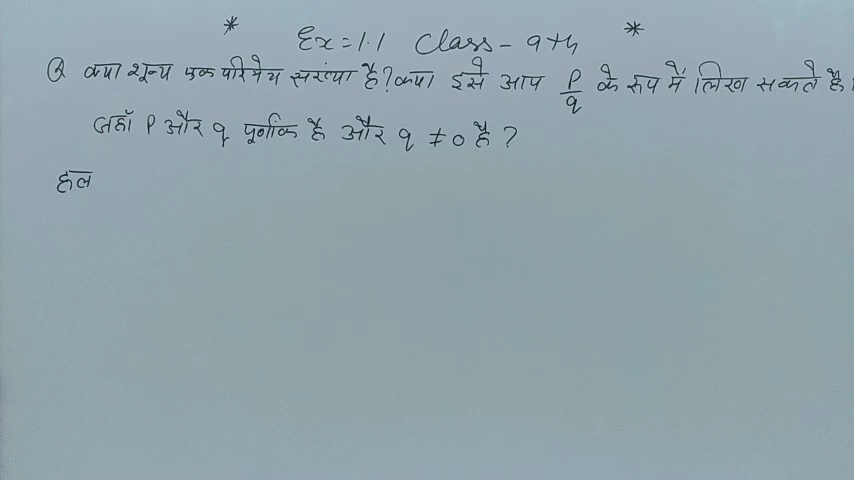 * Ex = 1.1 Class - 9th *
Q क्या शून्य एक परिमेय संख्या है? क्या इसे आप p/q के रूप में लिख सकते है।
जहाँ P और q पूर्णांक है और q ≠ 0 है?
हल